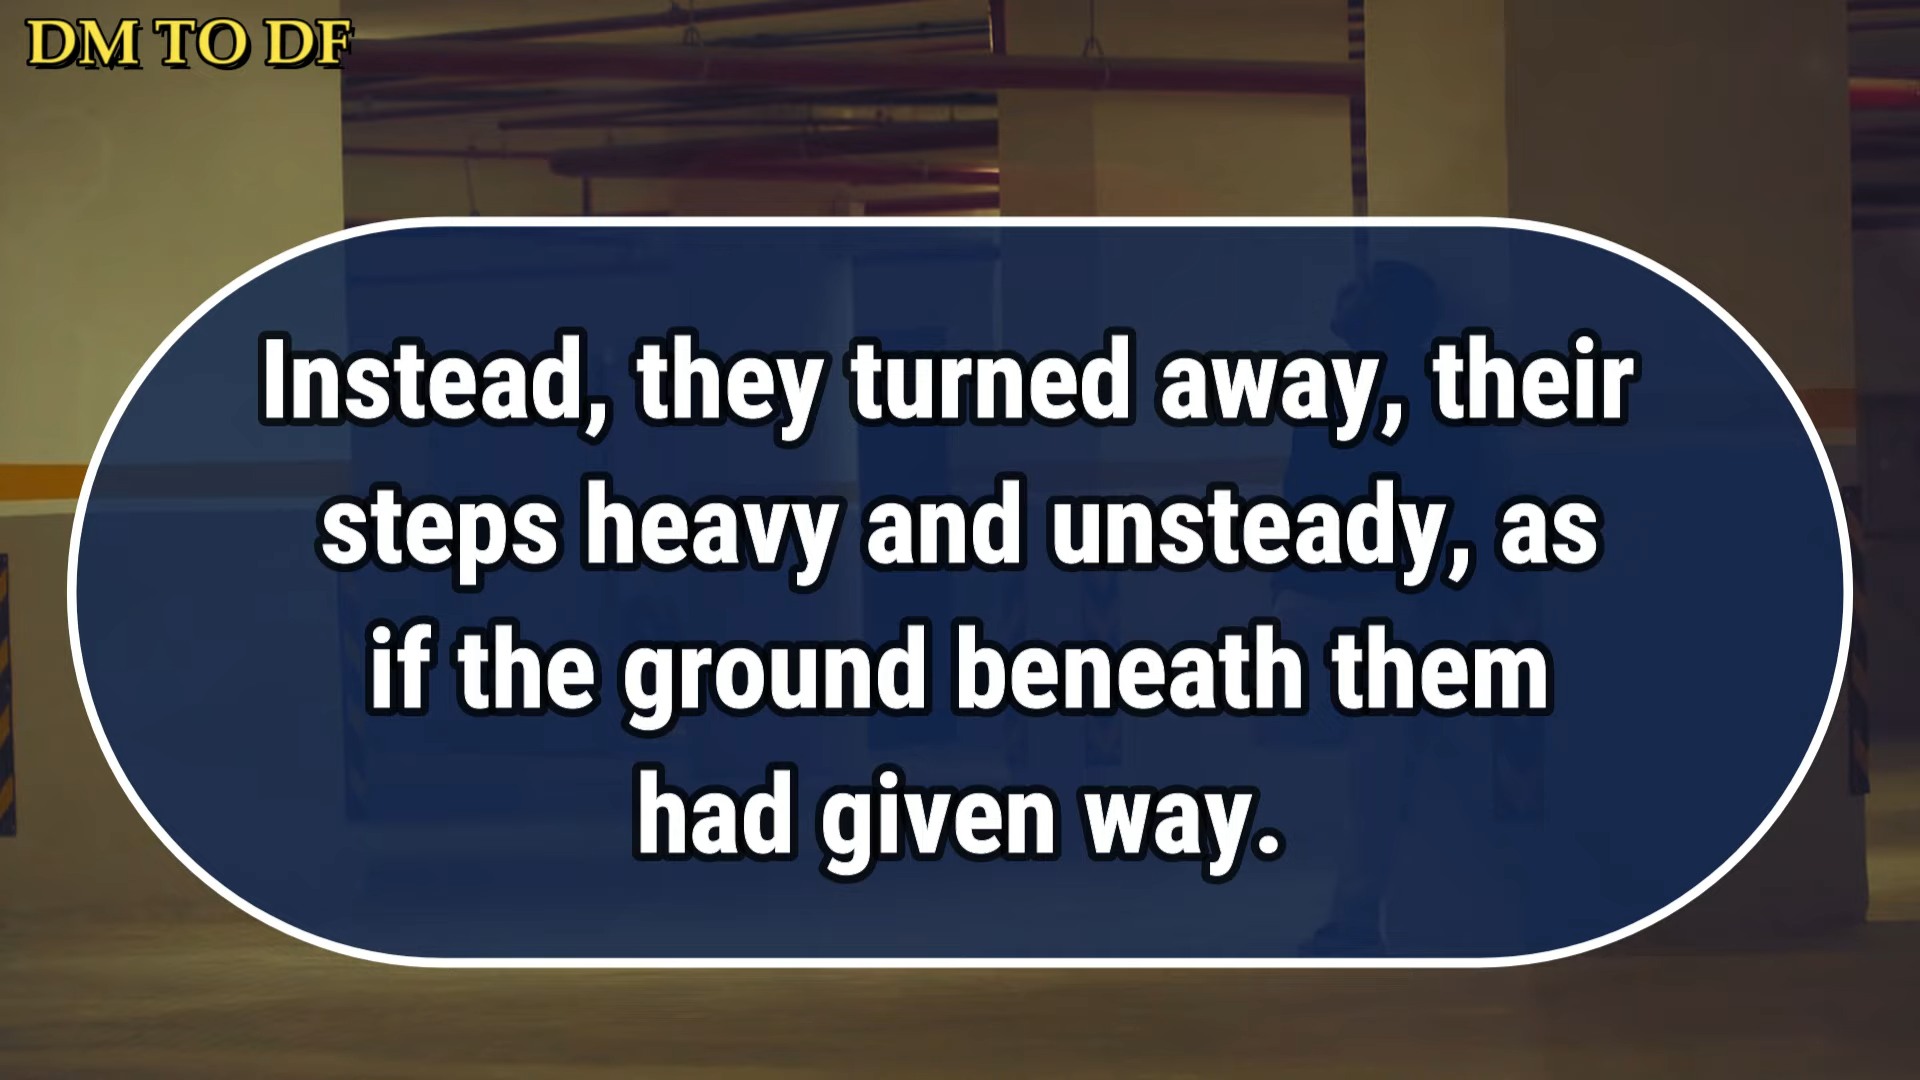 DM TO DF
Instead, they turned away, their
steps heavy and unsteady, as
if the ground beneath them
had given way.